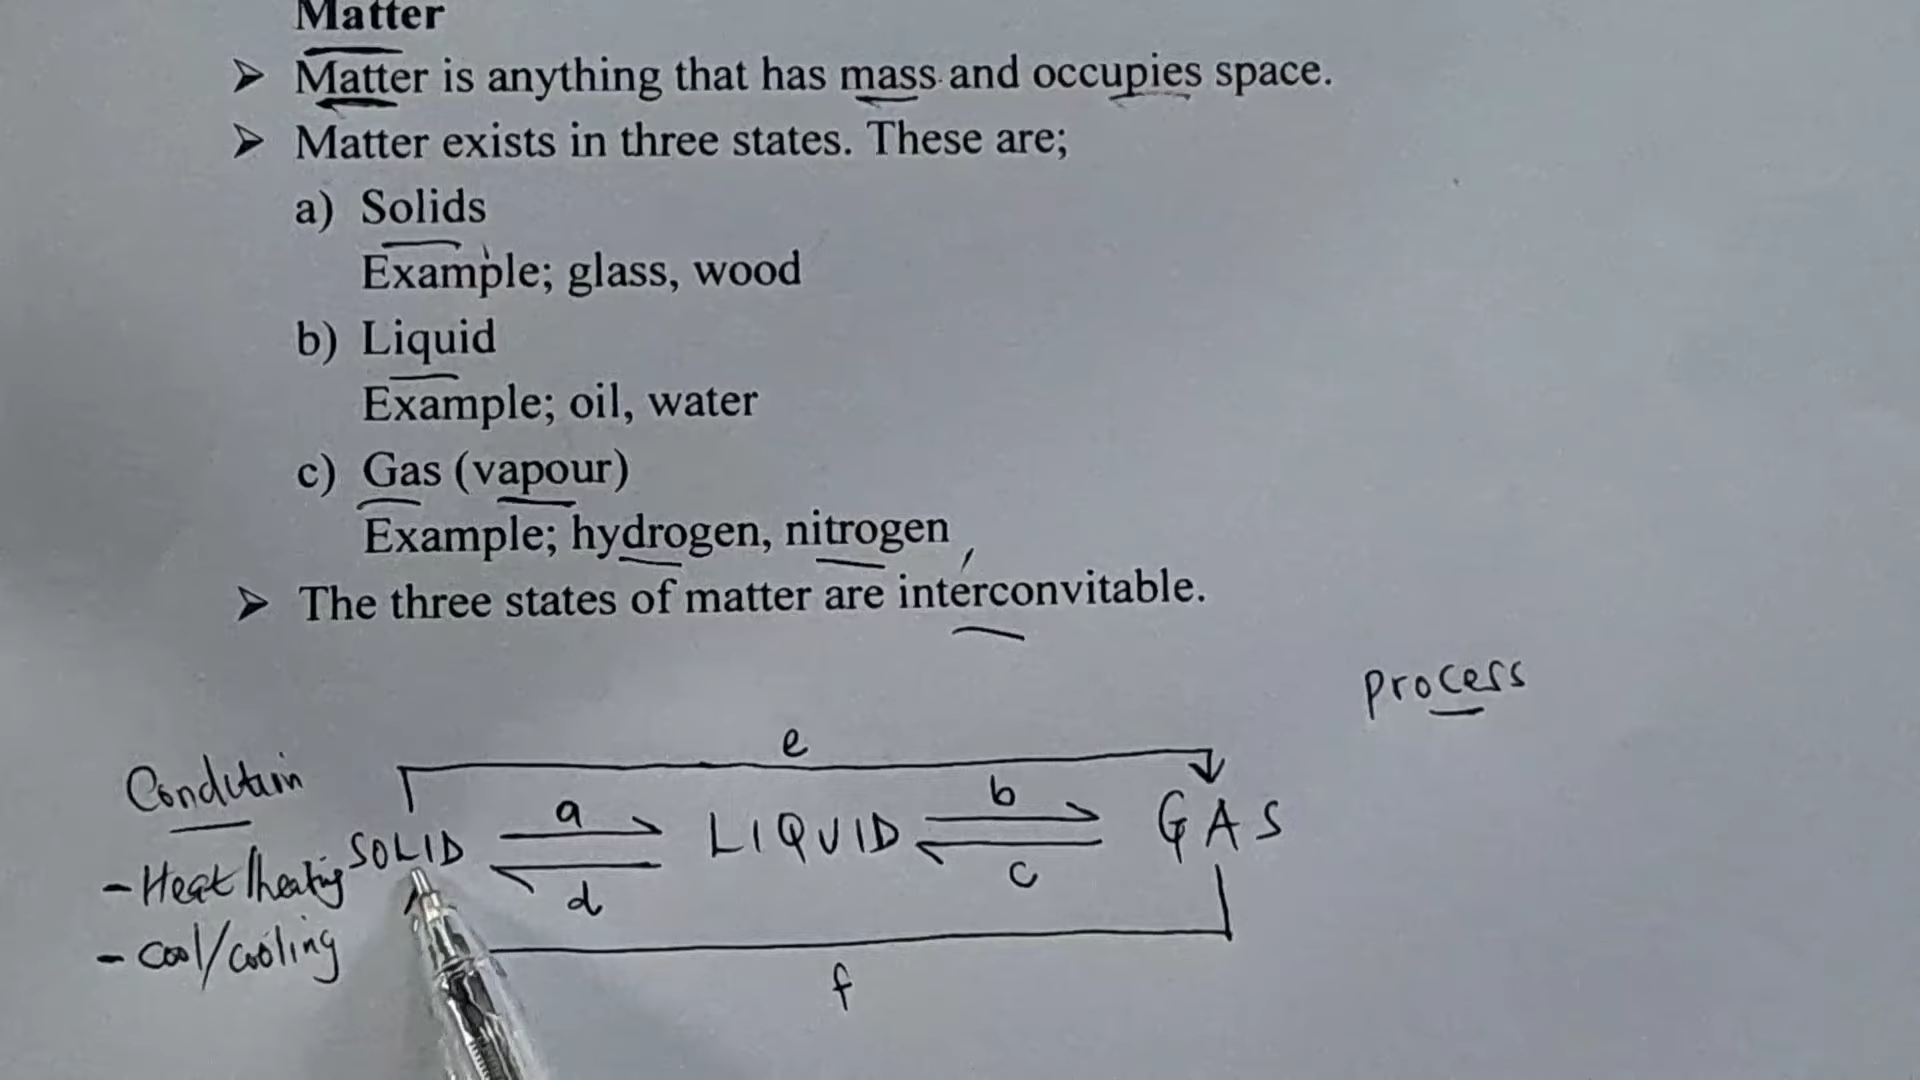 Matter
➤ Matter is anything that has mass and occupies space.
➤ Matter exists in three states. These are;
a) Solids
Example; glass, wood
b) Liquid
Example; oil, water
c) Gas (vapour)
Example; hydrogen, nitrogen
➤ The three states of matter are interconvitable.
Process
e
Condition
a
b
SOLID
LIQUID
GAS
- Heat/heating
d
c
- cool/cooling
f